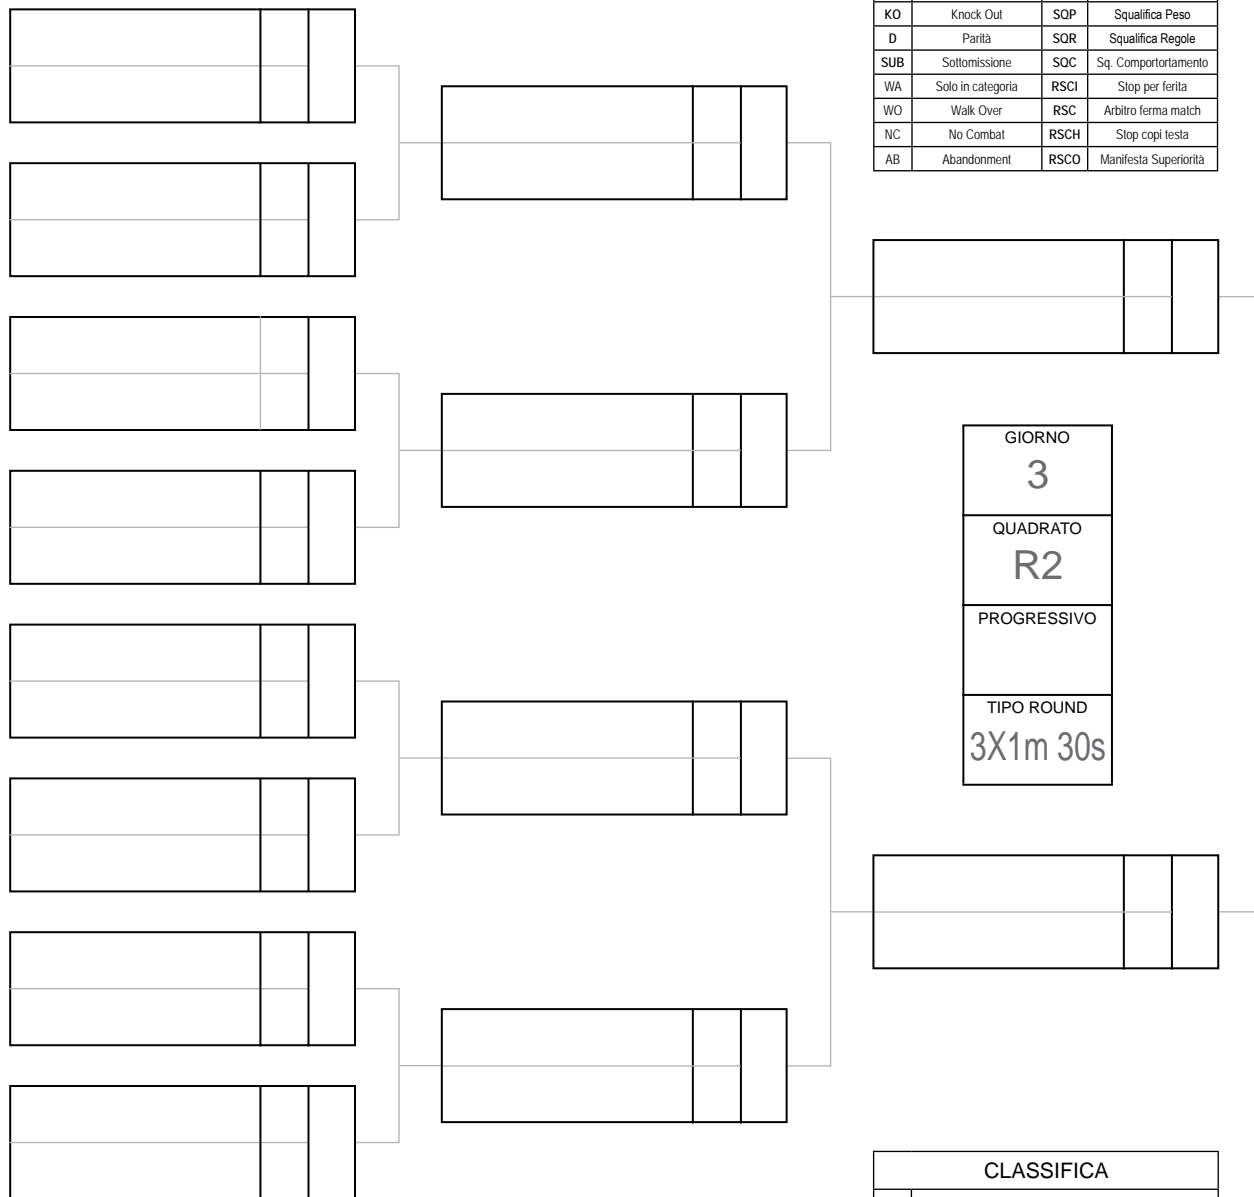 KO Knock Out SQP Squalifica Peso
D Parità SQR Squalifica Regole
SUB Sottomissione SQC Sq. Comportortamento
WA Solo in categoria RSCI Stop per ferita
WO Walk Over RSC Arbitro ferma match
NC No Combat RSCH Stop copi testa
AB Abandonment RSCO Manifesta Superiorità
GIORNO
3
QUADRATO
R2
PROGRESSIVO
TIPO ROUND
3X1m 30s
CLASSIFICA